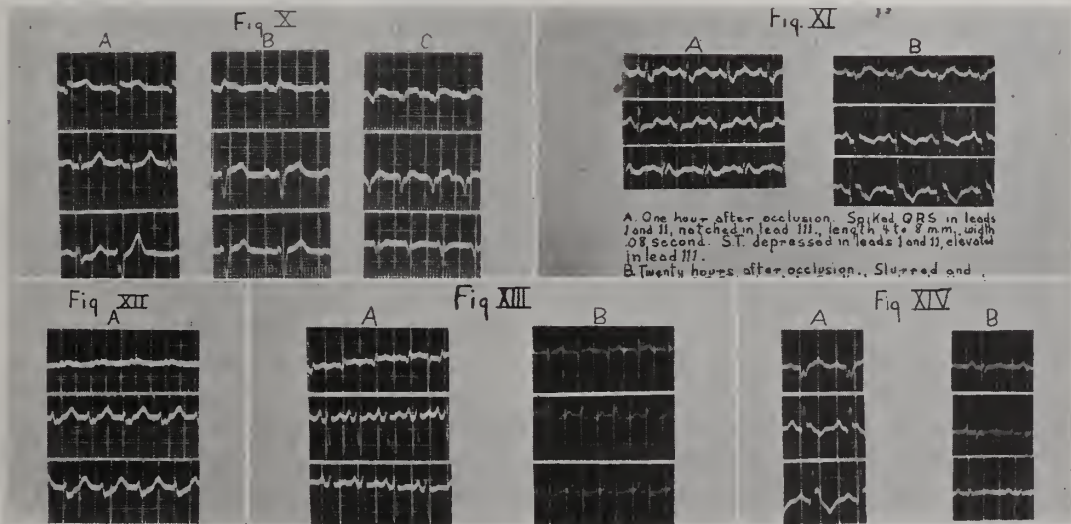 Fig X
A B C
Fig. XI
A B
A. One hour after occlusion. Spiked QRS in leads
I and II, notched in lead III., length 4 to 8 mm., width
.08 second. S.T. depressed in leads I and II, elevated
in lead III.
B. Twenty hours after occlusion. Slurred and
Fig XII
A
Fig XIII
A B
Fig XIV
A B